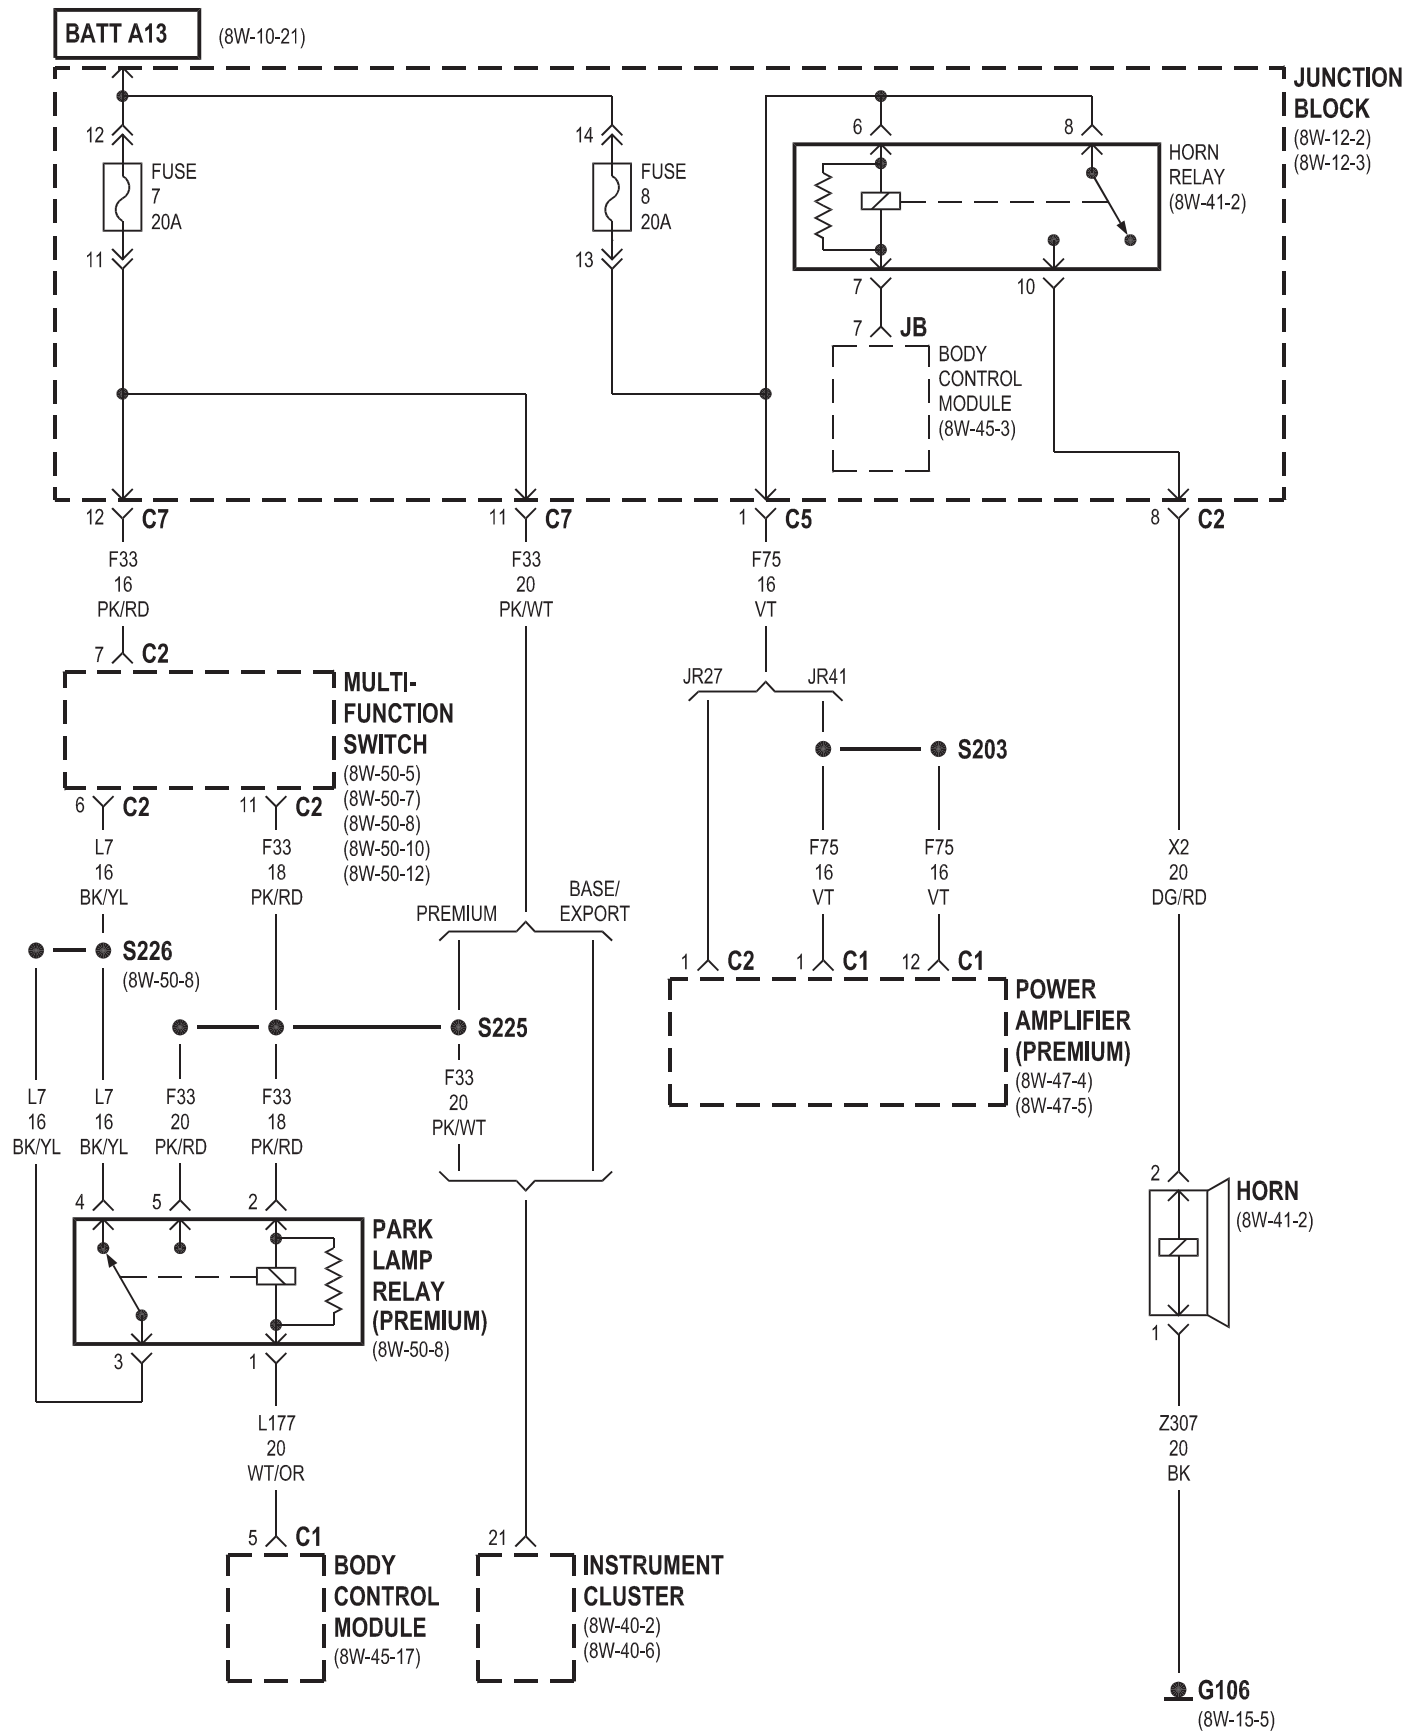 BATT A13
(8W-10-21)
JUNCTION
BLOCK
(8W-12-2)
(8W-12-3)
12
14
6
8
FUSE
7
20A
FUSE
8
20A
HORN
RELAY
(8W-41-2)
11
13
7
10
7
JB
BODY
CONTROL
MODULE
(8W-45-3)
12
C7
11
C7
1
C5
8
C2
F33
16
PK/RD
F33
20
PK/WT
F75
16
VT
7
C2
MULTI-
FUNCTION
SWITCH
(8W-50-5)
(8W-50-7)
(8W-50-8)
(8W-50-10)
(8W-50-12)
JR27
JR41
S203
6
C2
11
C2
L7
16
BK/YL
F33
18
PK/RD
F75
16
VT
F75
16
VT
X2
20
DG/RD
PREMIUM
BASE/
EXPORT
S226
(8W-50-8)
1
C2
1
C1
12
C1
POWER
AMPLIFIER
(PREMIUM)
(8W-47-4)
(8W-47-5)
S225
L7
16
BK/YL
L7
16
BK/YL
F33
20
PK/RD
F33
18
PK/RD
F33
20
PK/WT
4
5
2
PARK
LAMP
RELAY
(PREMIUM)
(8W-50-8)
2
HORN
(8W-41-2)
3
1
1
L177
20
WT/OR
Z307
20
BK
5
C1
21
BODY
CONTROL
MODULE
(8W-45-17)
INSTRUMENT
CLUSTER
(8W-40-2)
(8W-40-6)
G106
(8W-15-5)